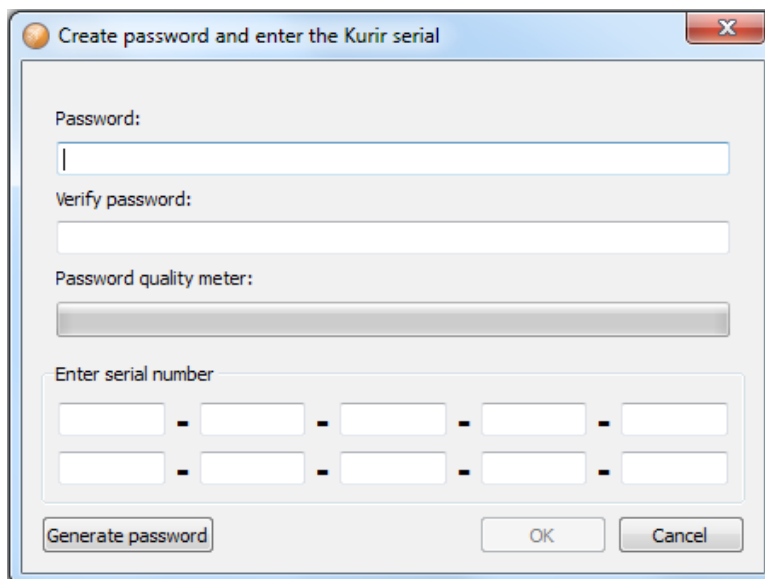 Create password and enter the Kurir serial
X
Password:
Verify password:
Password quality meter:
Enter serial number
- - - -
- - - -
Generate password OK Cancel